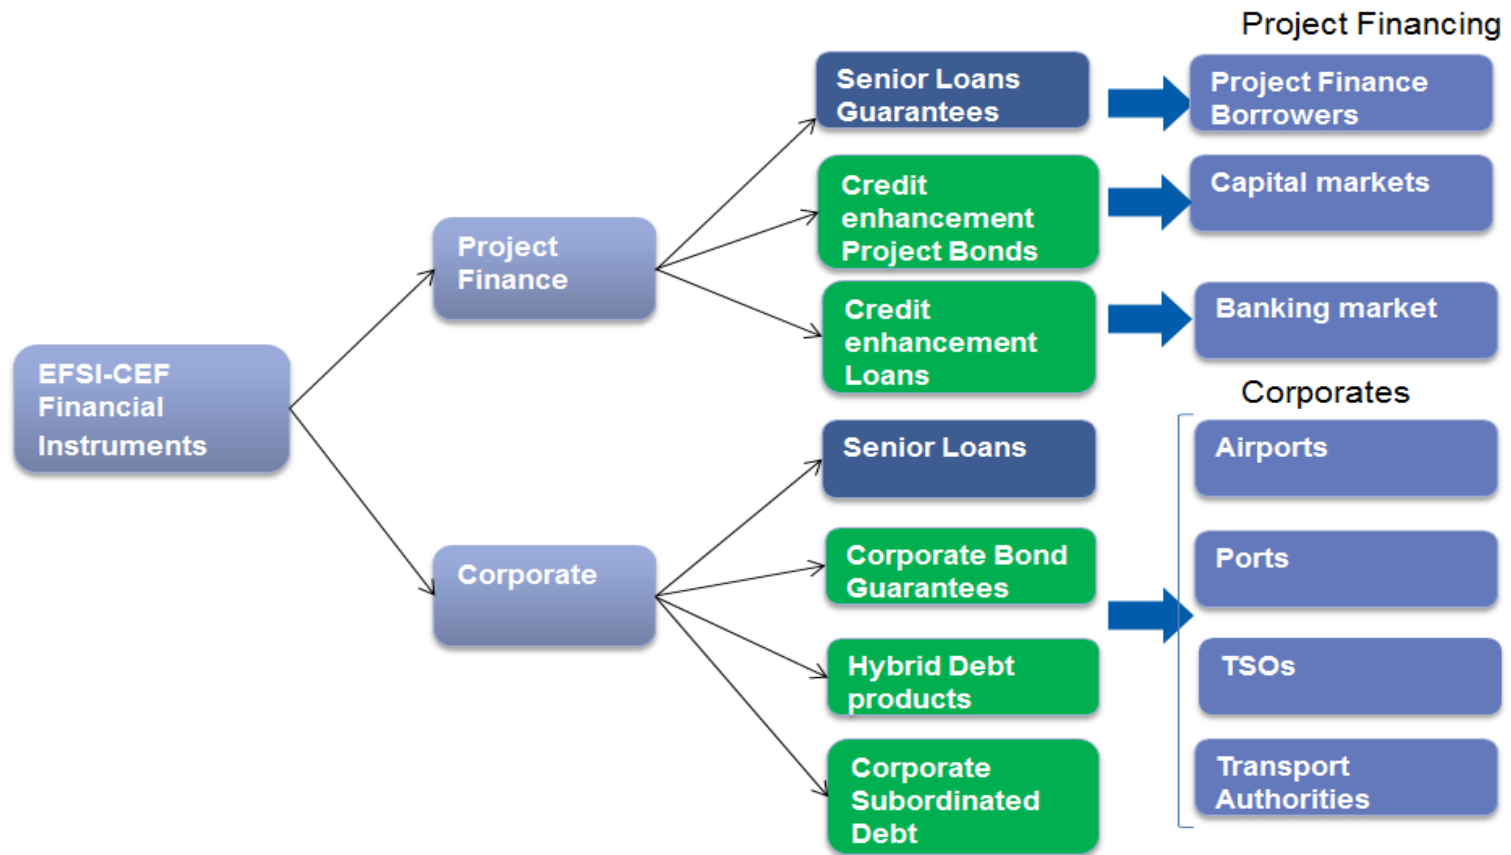 Project Financing
Senior Loans
Guarantees
Project Finance
Borrowers
Credit
enhancement
Project Bonds
Capital markets
Project
Finance
Credit
enhancement
Loans
Banking market
EFSI-CEF
Financial
Instruments
Corporates
Senior Loans
Airports
Corporate
Corporate Bond
Guarantees
Ports
Hybrid Debt
products
TSOs
Corporate
Subordinated
Debt
Transport
Authorities